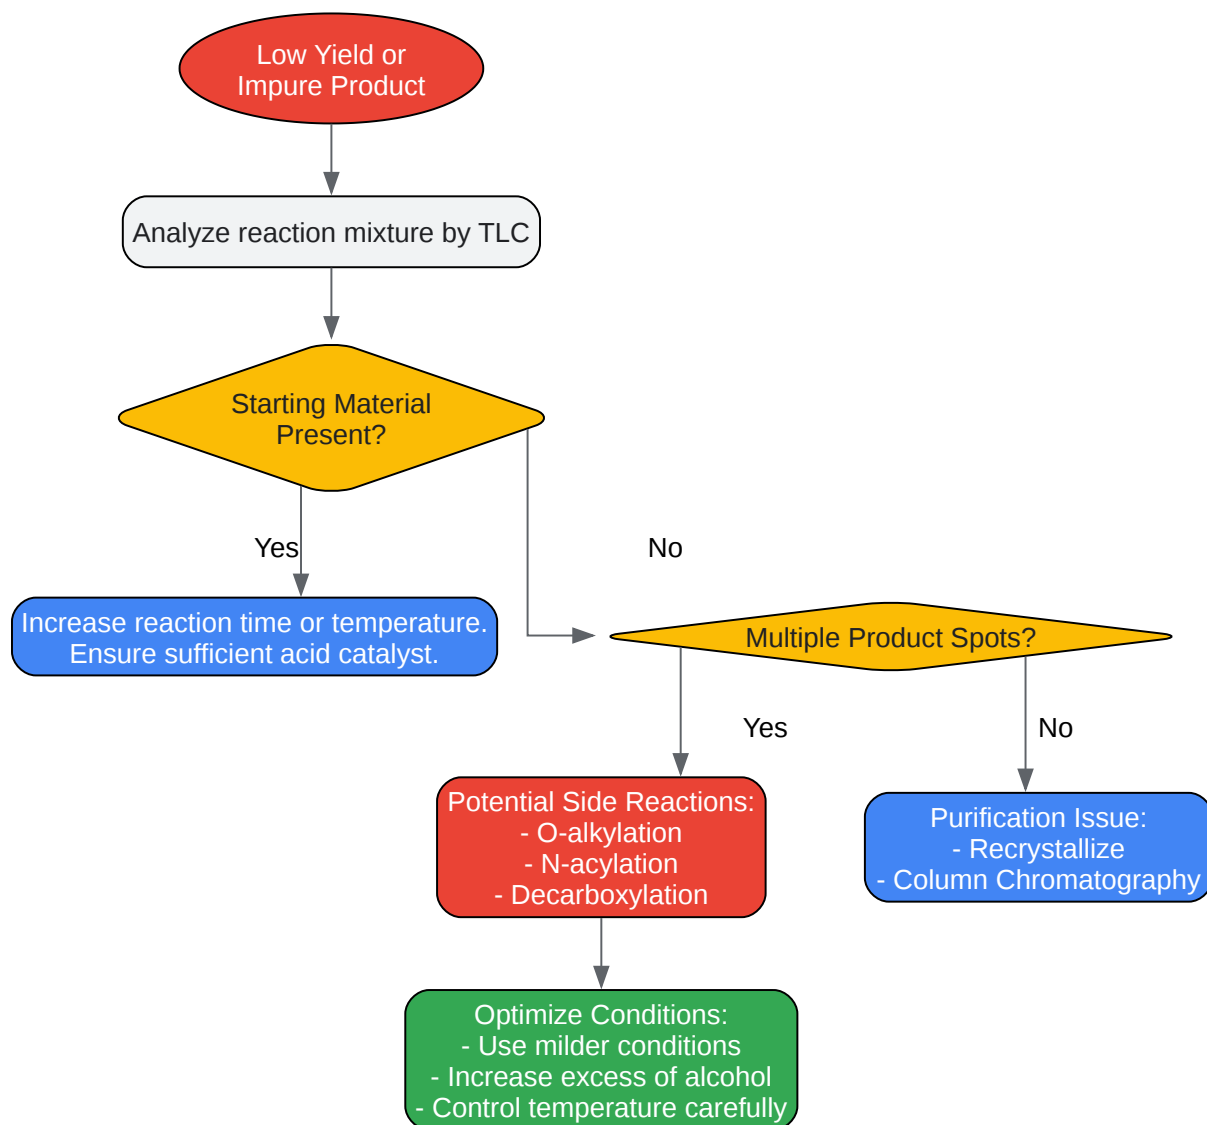 Low Yield or
Impure Product
Analyze reaction mixture by TLC
Starting Material
Present?
Yes
No
Increase reaction time or temperature.
Ensure sufficient acid catalyst.
Multiple Product Spots?
Yes
No
Potential Side Reactions:
- O-alkylation
- N-acylation
- Decarboxylation
Purification Issue:
- Recrystallize
- Column Chromatography
Optimize Conditions:
- Use milder conditions
- Increase excess of alcohol
- Control temperature carefully